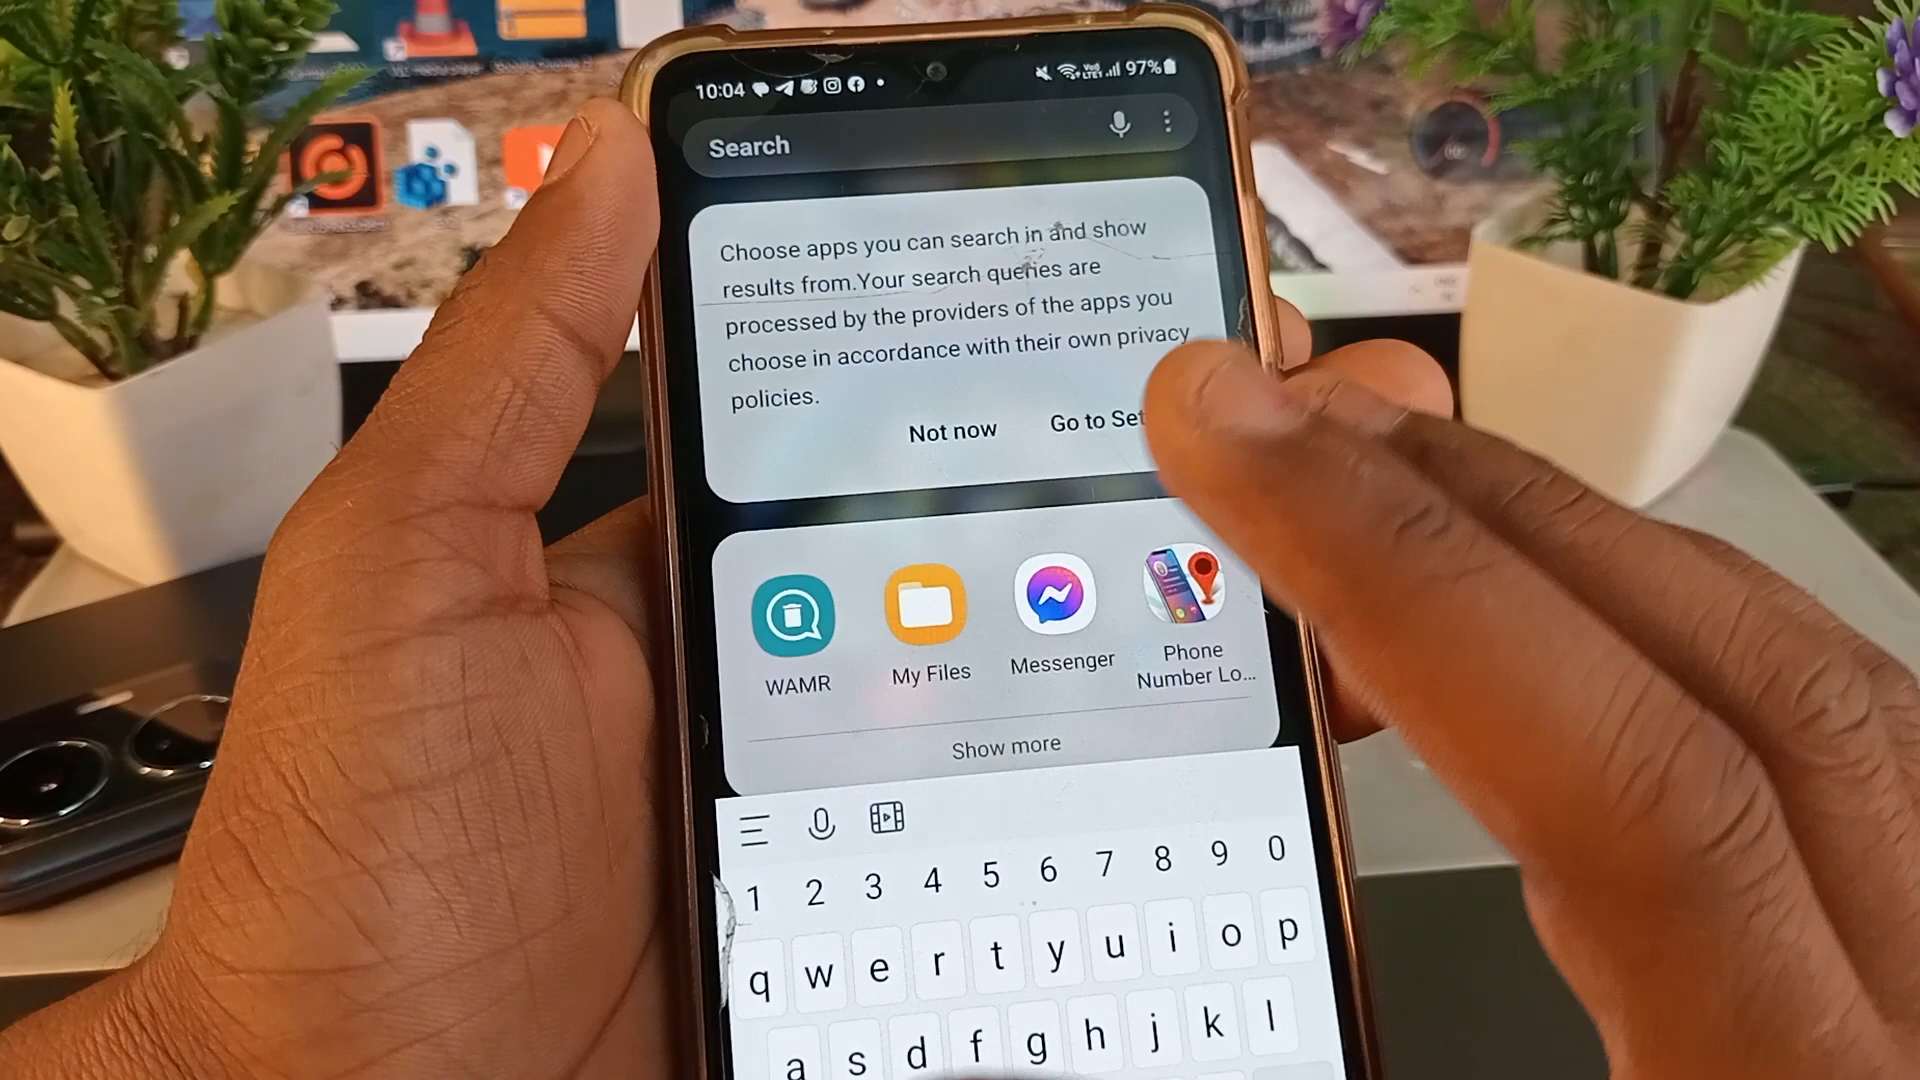 10:04
97%
Search
Choose apps you can search in and show
results from.Your search queries are
processed by the providers of the apps you
choose in accordance with their own privacy
policies.
Not now Go to Set
WAMR My Files Messenger Phone
Number Lo...
Show more
1 2 3 4 5 6 7 8 9 0
q w e r t y u i o p
a s d f g h j k l